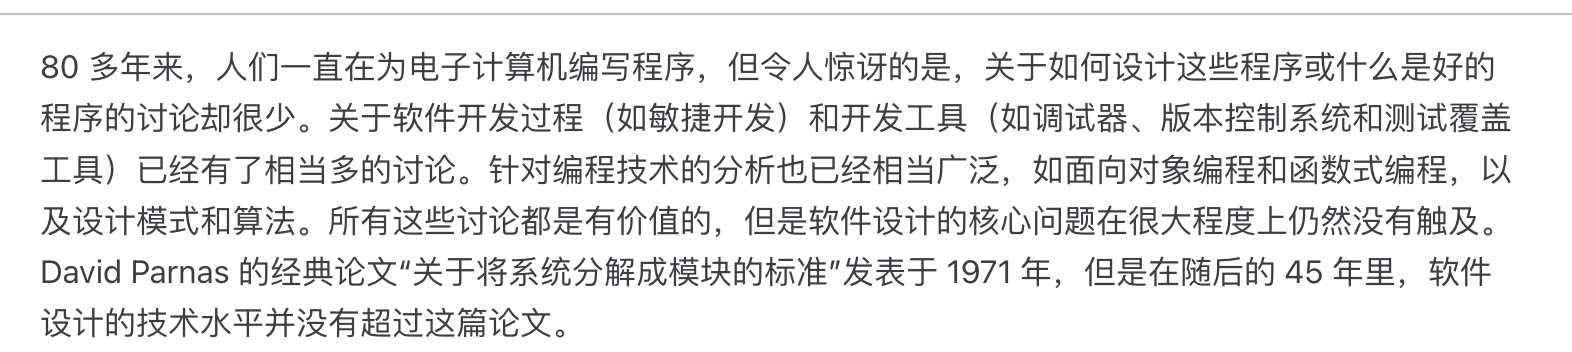 80 多年来，人们一直在为电子计算机编写程序，但令人惊讶的是，关于如何设计这些程序或什么是好的
程序的讨论却很少。关于软件开发过程（如敏捷开发）和开发工具（如调试器、版本控制系统和测试覆盖
工具）已经有了相当多的讨论。针对编程技术的分析也已经相当广泛，如面向对象编程和函数式编程，以
及设计模式和算法。所有这些讨论都是有价值的，但是软件设计的核心问题在很大程度上仍然没有触及。
David Parnas 的经典论文“关于将系统分解成模块的标准”发表于 1971 年，但是在随后的 45 年里，软件
设计的技术水平并没有超过这篇论文。